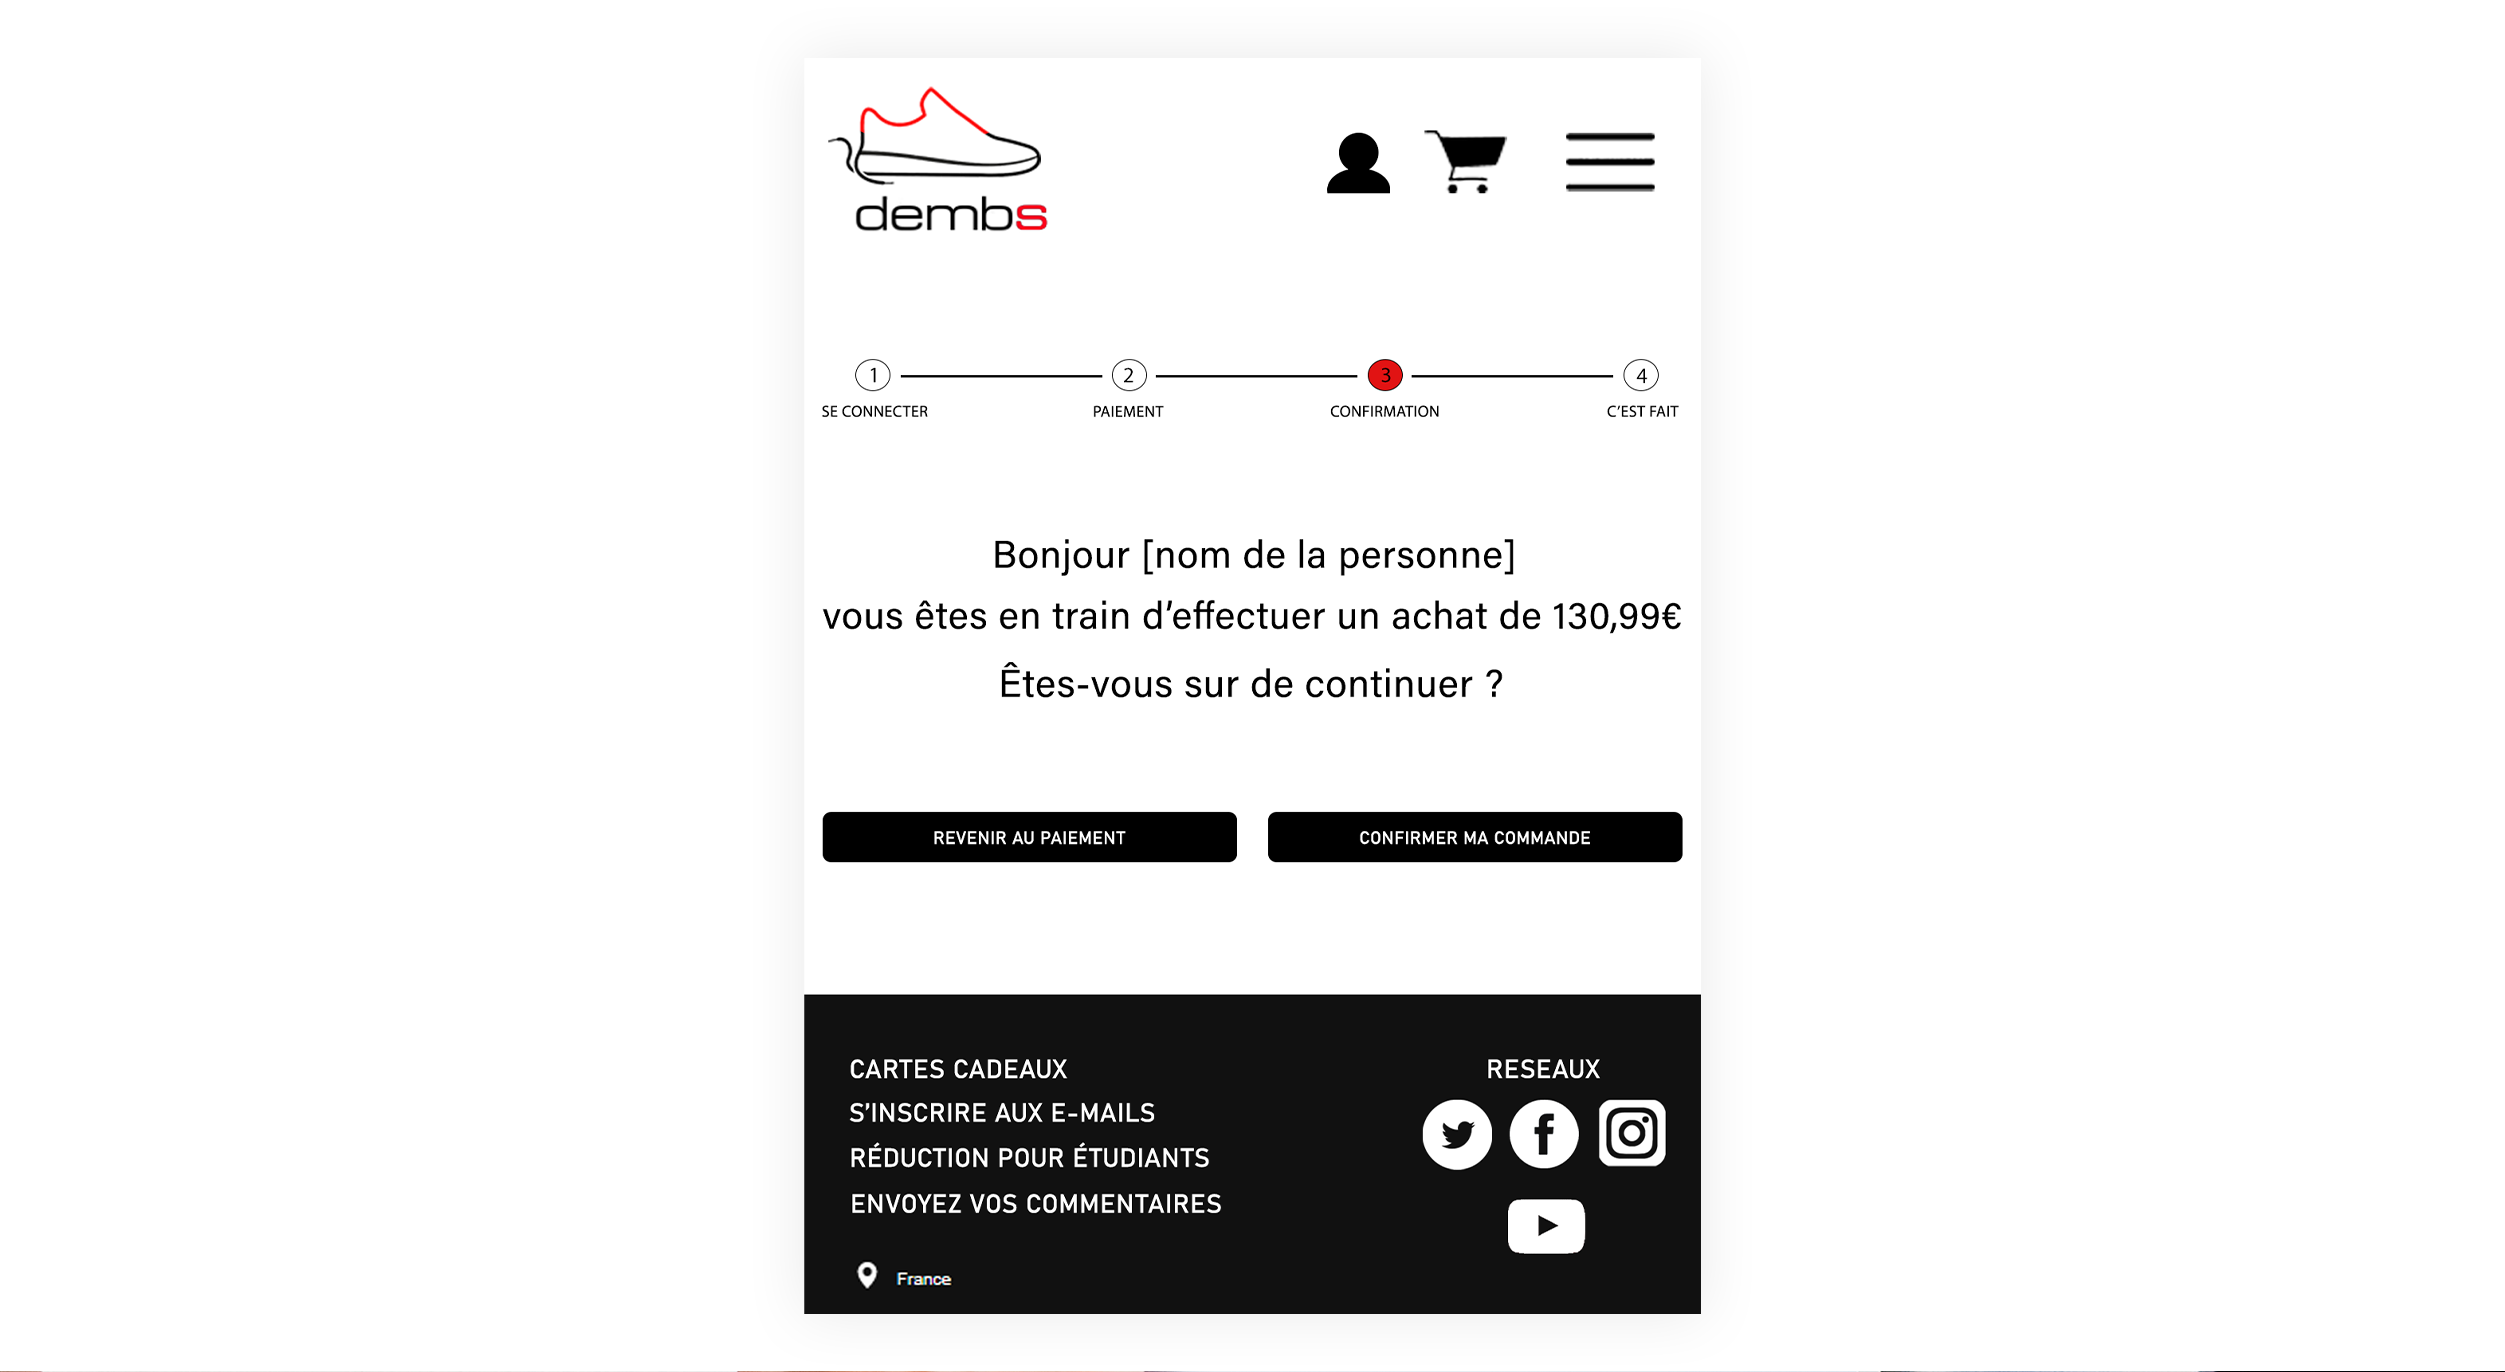 dembs
1
2
3
4
SE CONNECTER
PAIEMENT
CONFIRMATION
C’EST FAIT
Bonjour [nom de la personne]
vous êtes en train d’effectuer un achat de 130,99€
Êtes-vous sur de continuer ?
REVENIR AU PAIEMENT
CONFIRMER MA COMMANDE
CARTES CADEAUX
S’INSCRIRE AUX E-MAILS
RÉDUCTION POUR ÉTUDIANTS
ENVOYEZ VOS COMMENTAIRES
France
RESEAUX